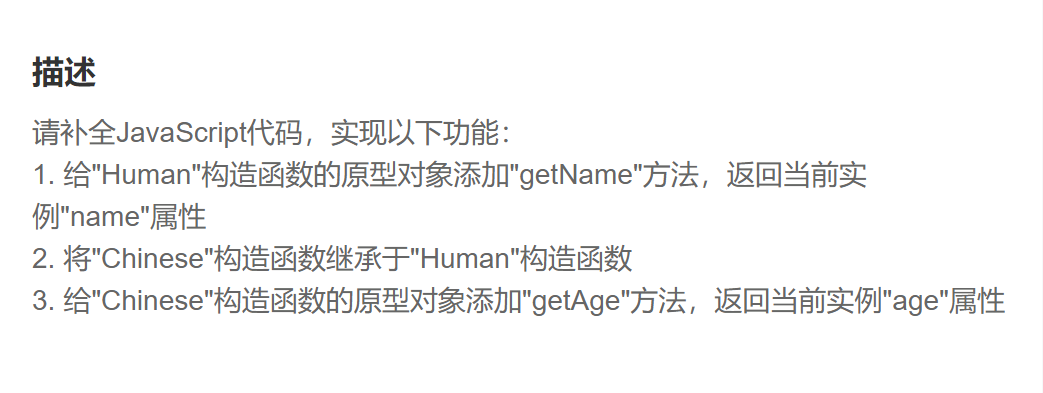 描述
请补全JavaScript代码，实现以下功能：
1. 给"Human"构造函数的原型对象添加"getName"方法，返回当前实
例"name"属性
2. 将"Chinese"构造函数继承于"Human"构造函数
3. 给"Chinese"构造函数的原型对象添加"getAge"方法，返回当前实例"age"属性